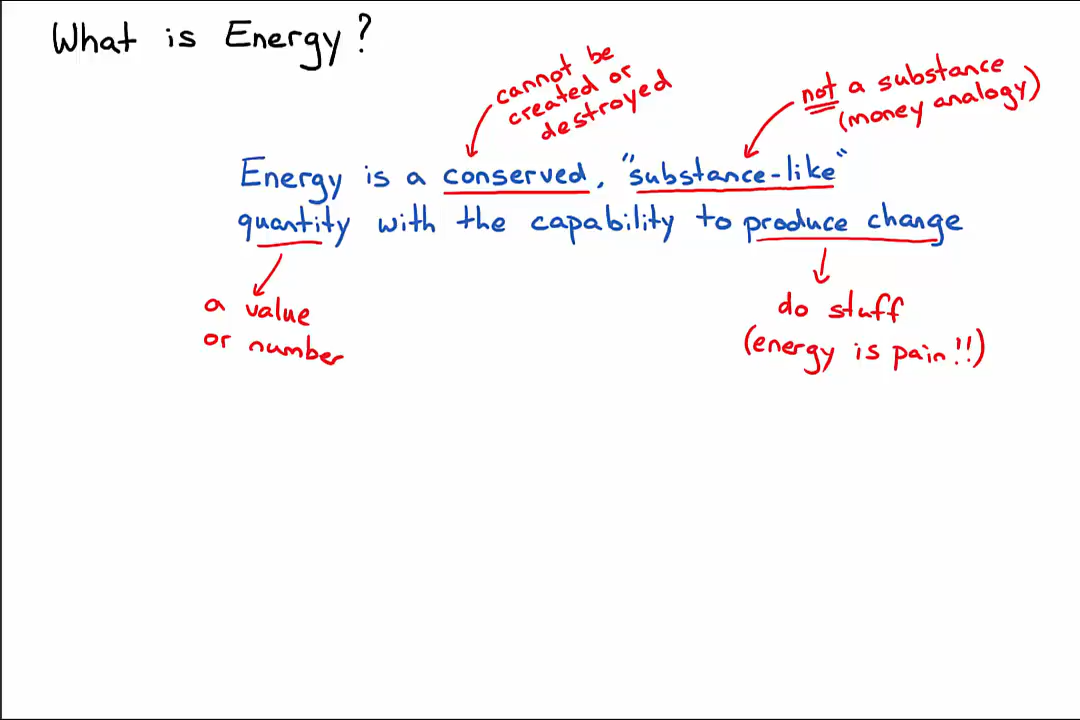 What is Energy?
cannot be
created or
destroyed
not a substance
(money analogy)
Energy is a conserved, "substance-like"
quantity with the capability to produce change
a value
or number
do stuff
(energy is pain!!)